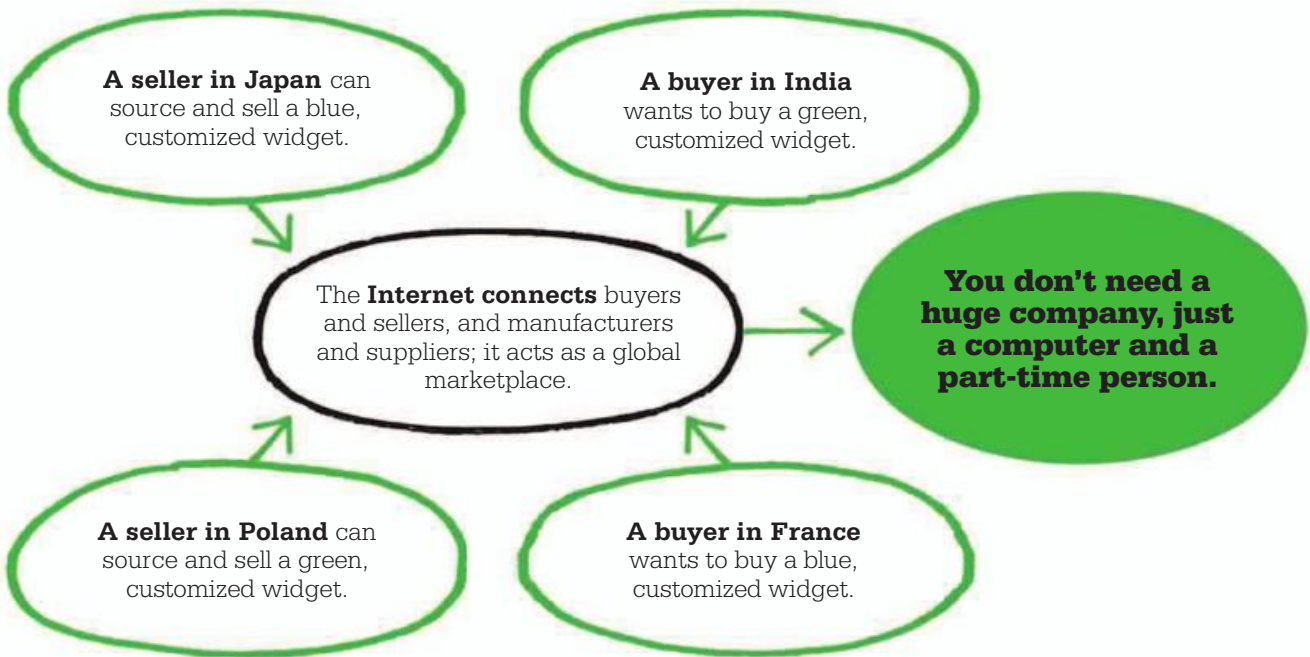 A seller in Japan can
source and sell a blue,
customized widget.
A buyer in India
wants to buy a green,
customized widget.
The Internet connects buyers
and sellers, and manufacturers
and suppliers; it acts as a global
marketplace.
You don’t need a
huge company, just
a computer and a
part-time person.
A seller in Poland can
source and sell a green,
customized widget.
A buyer in France
wants to buy a blue,
customized widget.